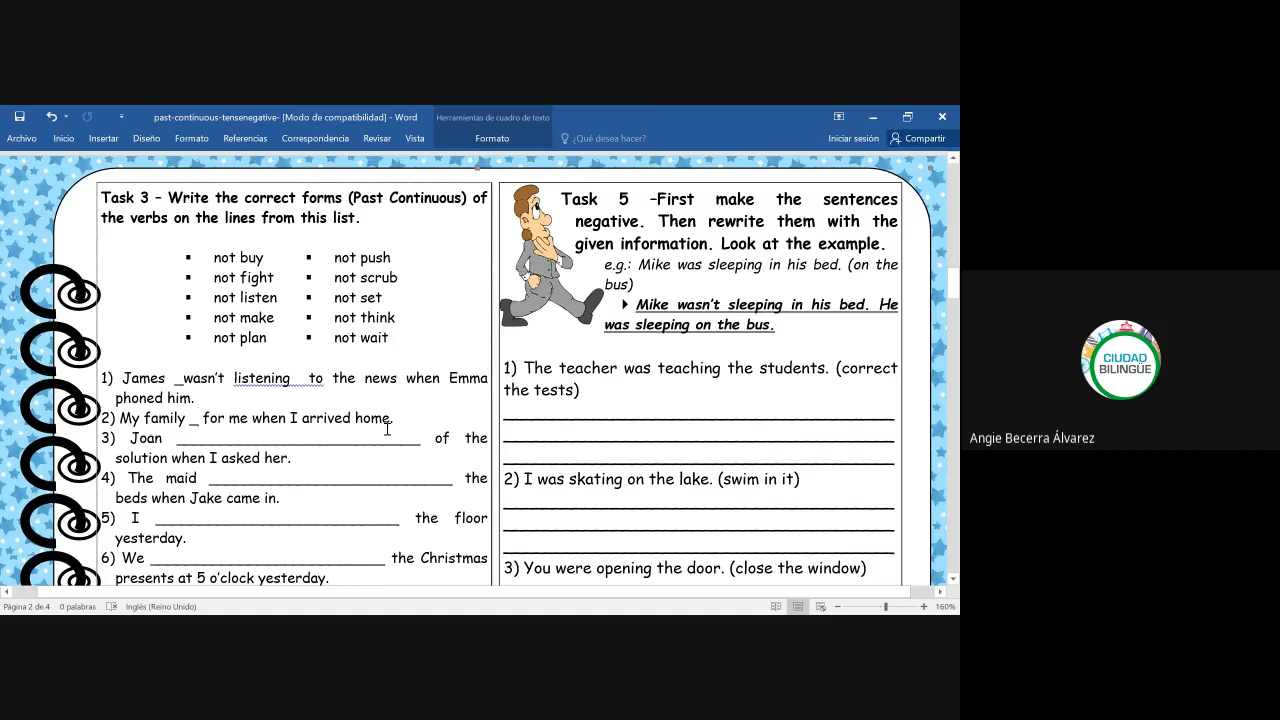 past-continuous-tensenegative- [Modo de compatibilidad] - Word
Herramientas de cuadro de texto
Archivo Inicio Insertar Diseño Formato Referencias Correspondencia Revisar Vista Formato ¿Qué desea hacer? Iniciar sesión Compartir
Task 3 – Write the correct forms (Past Continuous) of
the verbs on the lines from this list.
▪ not buy ▪ not push
▪ not fight ▪ not scrub
▪ not listen ▪ not set
▪ not make ▪ not think
▪ not plan ▪ not wait
1) James _wasn't listening to the news when Emma
phoned him.
2) My family _ for me when I arrived home.
3) Joan ______________________________ of the
solution when I asked her.
4) The maid ______________________________ the
beds when Jake came in.
5) I ______________________________ the floor
yesterday.
6) We _____________________________ the Christmas
presents at 5 o'clock yesterday.
Task 5 –First make the sentences
negative. Then rewrite them with the
given information. Look at the example.
e.g.: Mike was sleeping in his bed. (on the
bus)
Mike wasn't sleeping in his bed. He
was sleeping on the bus.
1) The teacher was teaching the students. (correct
the tests)
2) I was skating on the lake. (swim in it)
3) You were opening the door. (close the window)
Página 2 de 4 0 palabras Inglés (Reino Unido) 160%
CIUDAD
BILINGÜE
Angie Becerra Álvarez